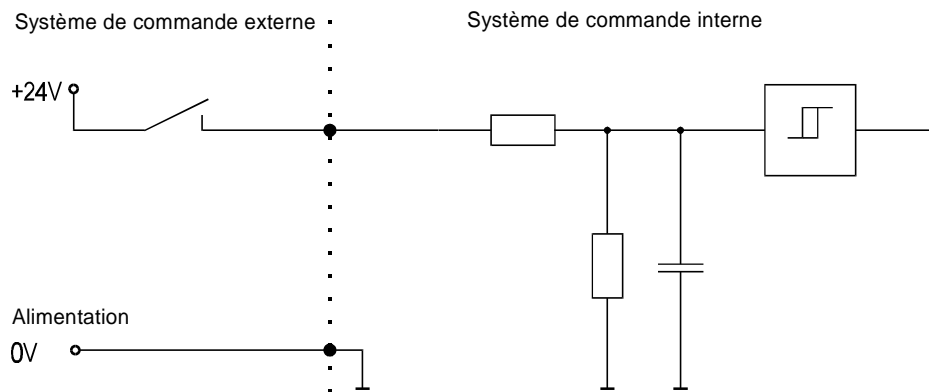 Système de commande externe
Système de commande interne
+24V
Alimentation
0V